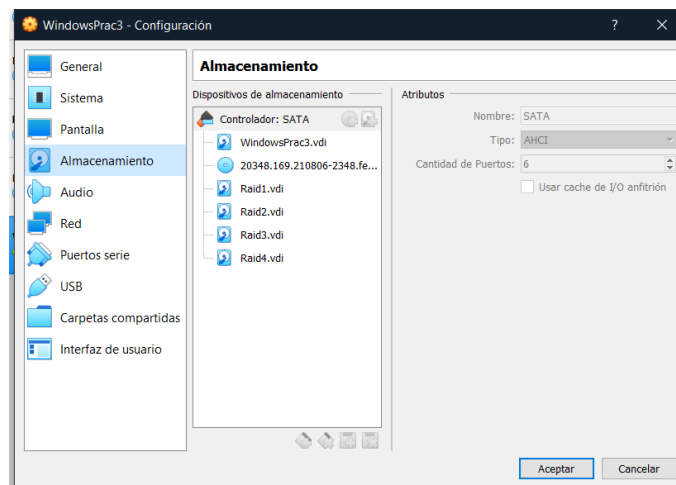 WindowsPrac3 - Configuración
?
General
Sistema
Pantalla
Almacenamiento
Audio
Red
Puertos serie
USB
Carpetas compartidas
Interfaz de usuario
Almacenamiento
Dispositivos de almacenamiento
Controlador: SATA
WindowsPrac3.vdi
20348.169.210806-2348.fe...
Raid1.vdi
Raid2.vdi
Raid3.vdi
Raid4.vdi
Atributos
Nombre: SATA
Tipo: AHCI
Cantidad de Puertos: 6
Usar cache de I/O anfitrión
Aceptar Cancelar